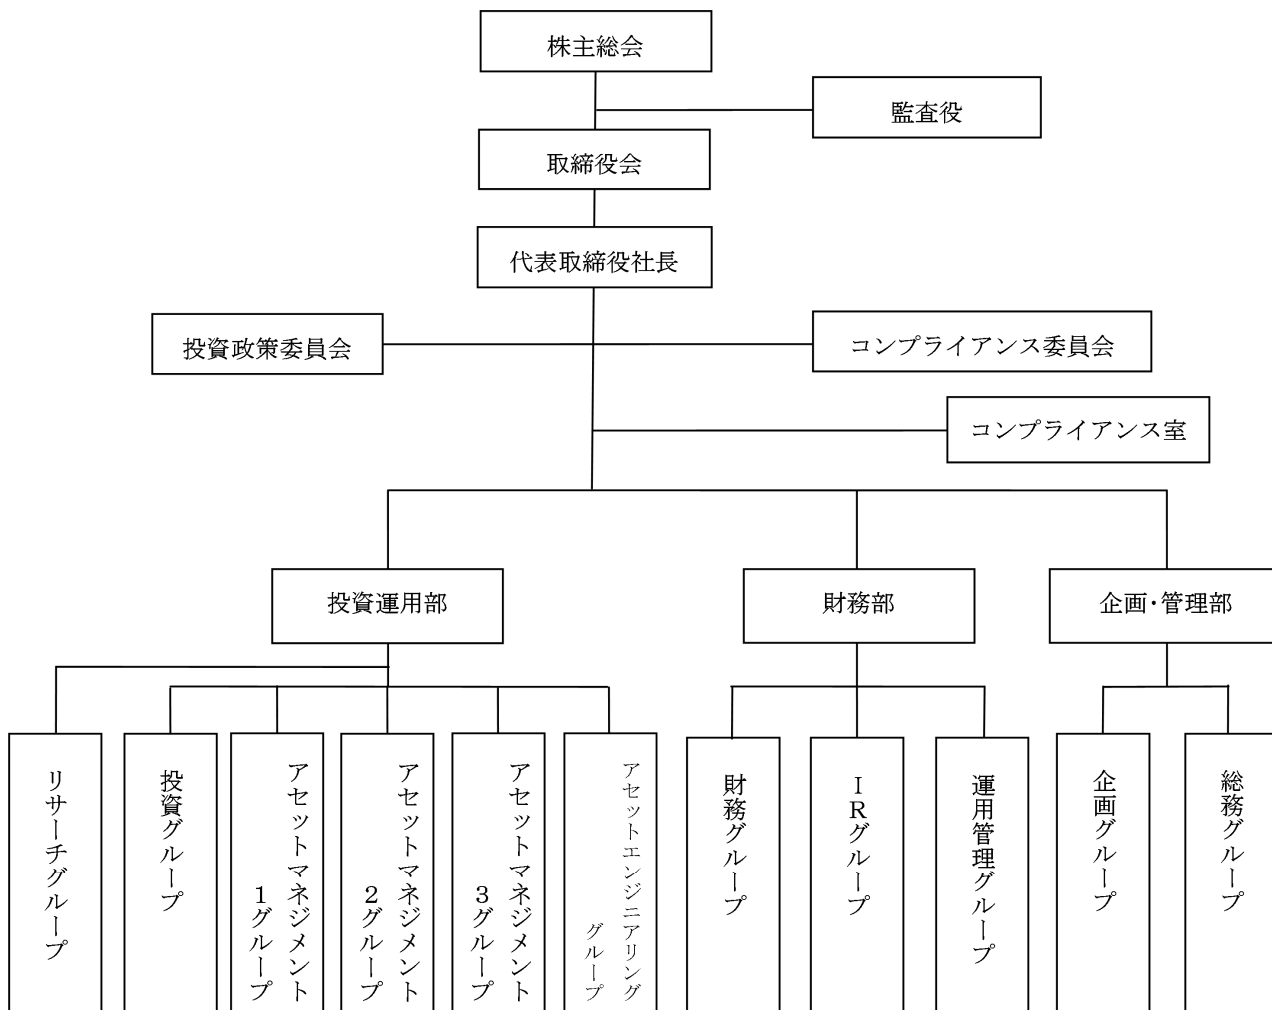 株主総会
監査役
取締役会
代表取締役社長
投資政策委員会
コンプライアンス委員会
コンプライアンス室
投資運用部
財務部
企画・管理部
リサーチグループ
投資グループ
アセットマネジメント
1グループ
アセットマネジメント
2グループ
アセットマネジメント
3グループ
アセットエンジニアリング
グループ
財務グループ
IRグループ
運用管理グループ
企画グループ
総務グループ